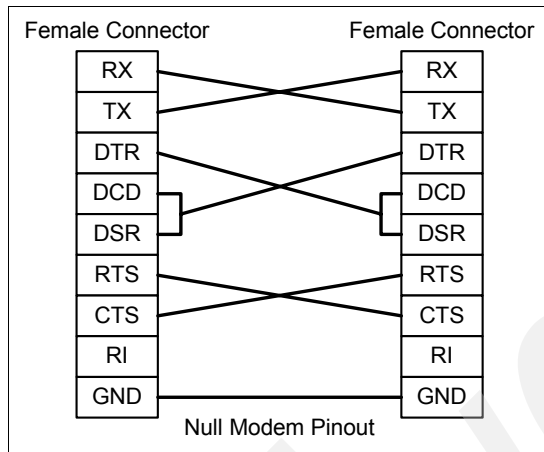 Female Connector Female Connector
RX RX
TX TX
DTR DTR
DCD DCD
DSR DSR
RTS RTS
CTS CTS
RI RI
GND GND
Null Modem Pinout